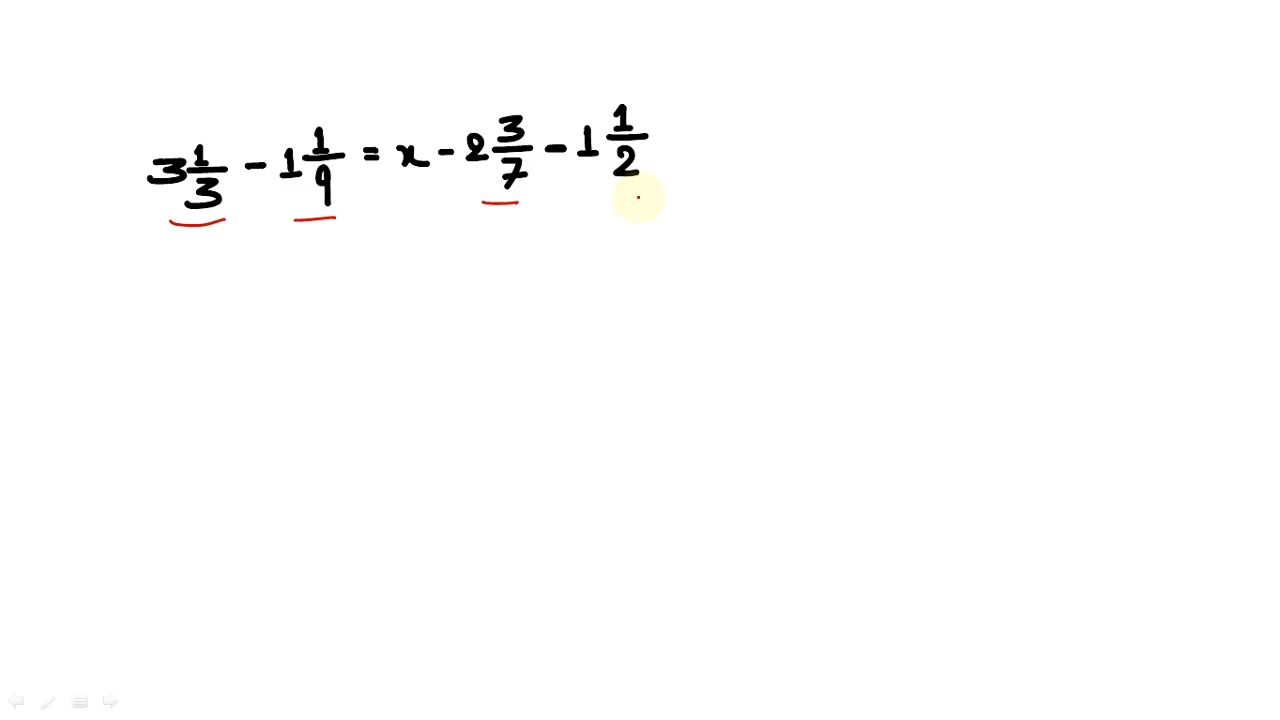 3 1/3 - 1 1/9 = x - 2 3/7 - 1 1/2